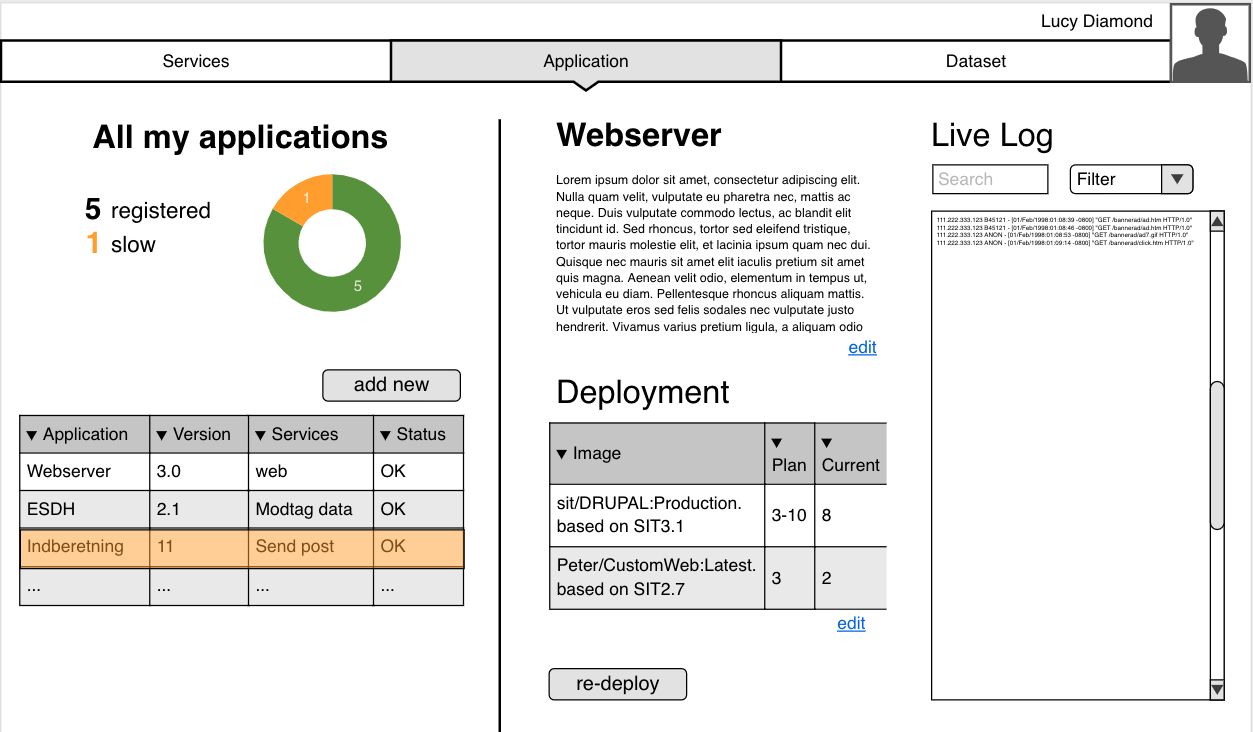 Lucy Diamond
Services
Application
Dataset
All my applications
5 registered
1 slow
1
5
add new
▼ Application ▼ Version ▼ Services ▼ Status
Webserver 3.0 web OK
ESDH 2.1 Modtag data OK
Indberetning 11 Send post OK
... ... ... ...
Webserver
Lorem ipsum dolor sit amet, consectetur adipiscing elit.
Nulla quam velit, vulputate eu pharetra nec, mattis ac
neque. Duis vulputate commodo lectus, ac blandit elit
tincidunt id. Sed rhoncus, tortor sed eleifend tristique,
tortor mauris molestie elit, et lacinia ipsum quam nec dui.
Quisque nec mauris sit amet elit iaculis pretium sit amet
quis magna. Aenean velit odio, elementum in tempus ut,
vehicula eu diam. Pellentesque rhoncus aliquam mattis.
Ut vulputate eros sed felis sodales nec vulputate justo
hendrerit. Vivamus varius pretium ligula, a aliquam odio
edit
Deployment
▼ Image ▼ Plan ▼ Current
sit/DRUPAL:Production.
based on SIT3.1
3-10
8
Peter/CustomWeb:Latest.
based on SIT2.7
3
2
edit
re-deploy
Live Log
Search
Filter
111.222.333.123 B45121 - [01/Feb/1998:01:08:39 -0800] "GET /bannerad/ad.htm HTTP/1.0"
111.222.333.123 B45121 - [01/Feb/1998:01:08:46 -0800] "GET /bannerad/ad.htm HTTP/1.0"
111.222.333.123 ANON - [01/Feb/1998:01:08:53 -0800] "GET /bannerad/ad7.gif HTTP/1.0"
111.222.333.123 ANON - [01/Feb/1998:01:09:14 -0800] "GET /bannerad/click.htm HTTP/1.0"